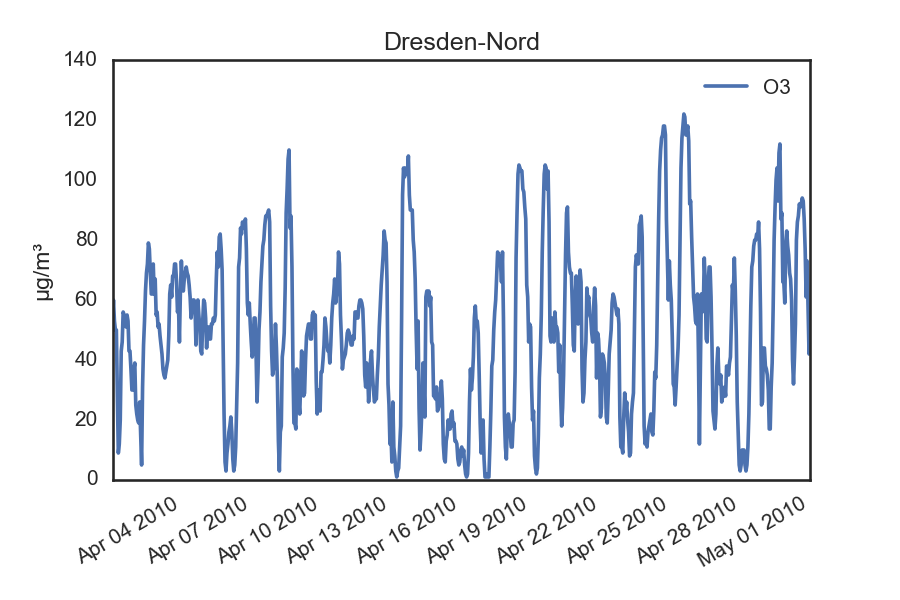 Dresden-Nord
140
120
100
80
60
40
20
0
µg/m³
O3
Apr 04 2010
Apr 07 2010
Apr 10 2010
Apr 13 2010
Apr 16 2010
Apr 19 2010
Apr 22 2010
Apr 25 2010
Apr 28 2010
May 01 2010